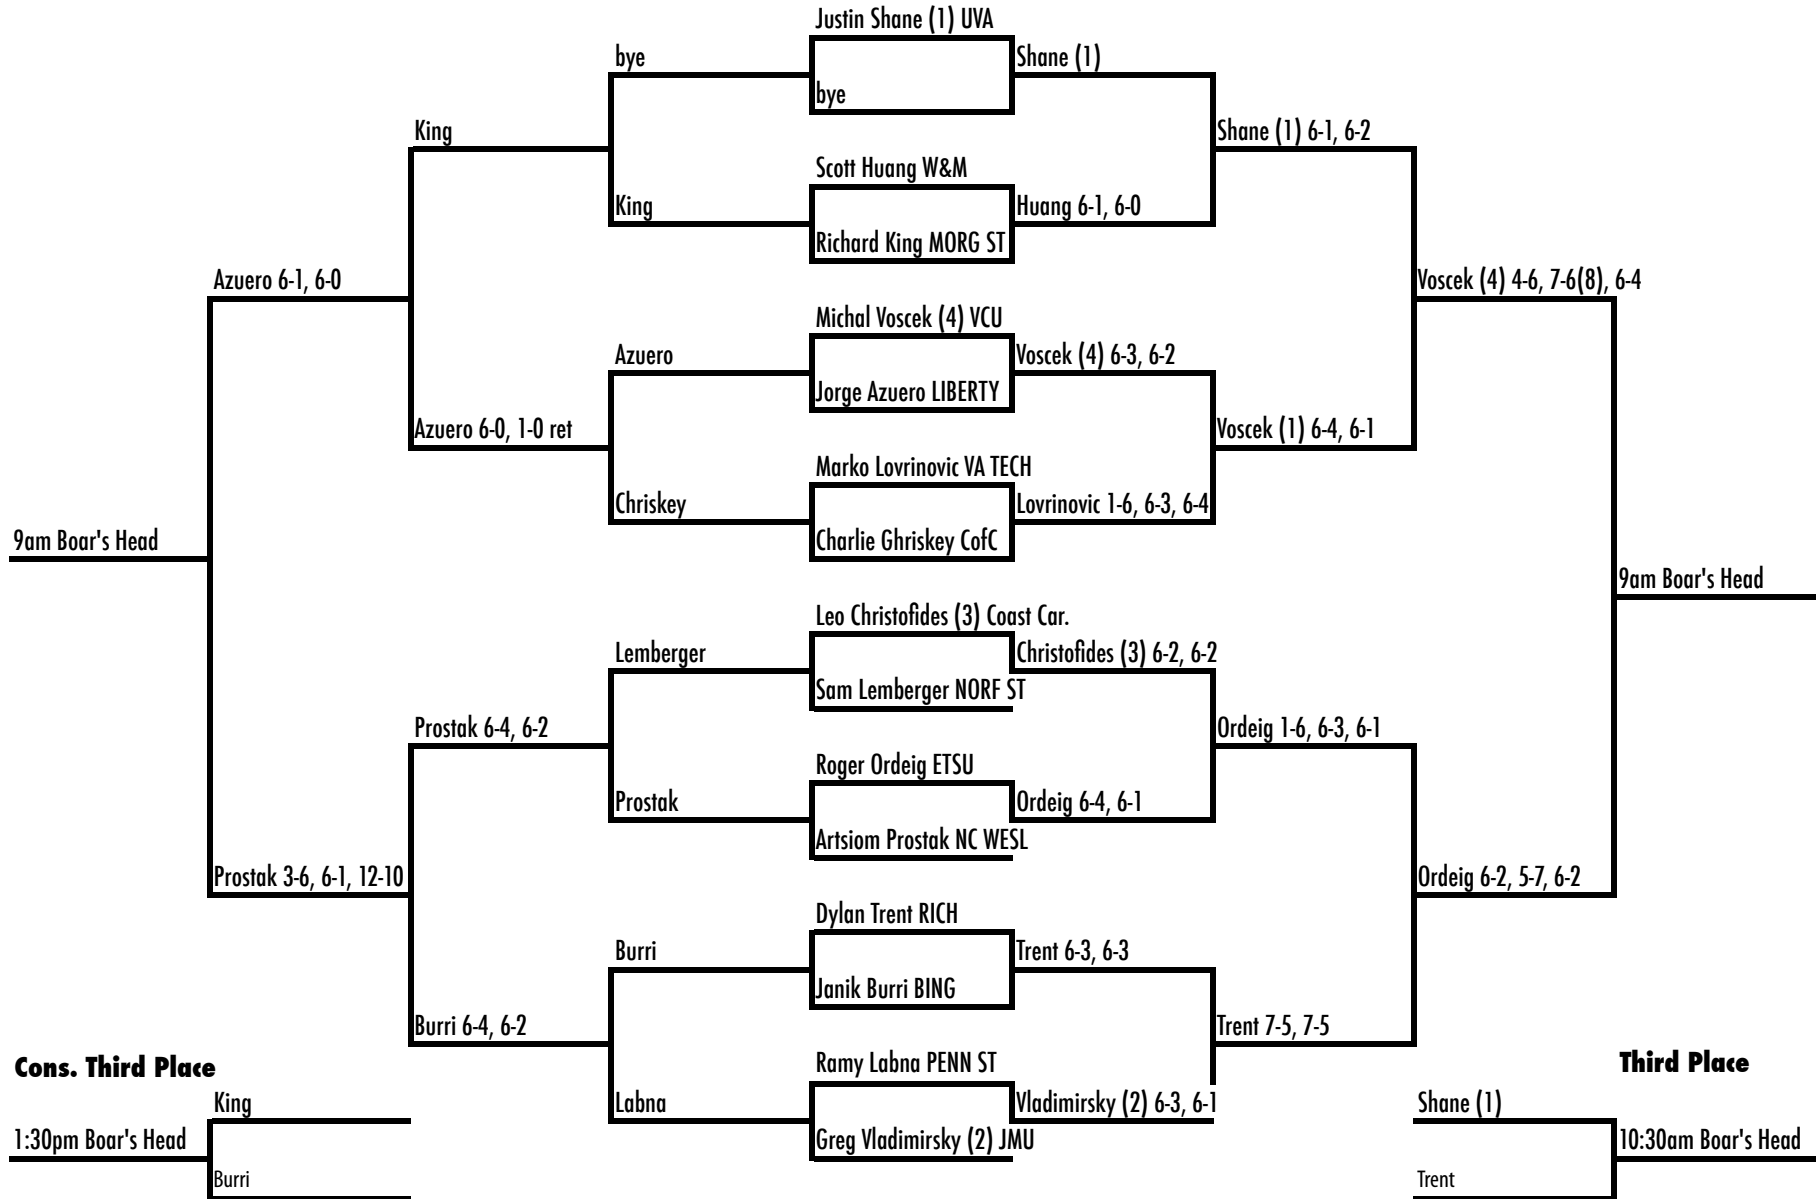 Justin Shane (1) UVA
bye
Shane (1)
bye
King
Shane (1) 6-1, 6-2
Scott Huang W&M
King
Huang 6-1, 6-0
Richard King MORG ST
Azuero 6-1, 6-0
Voscek (4) 4-6, 7-6(8), 6-4
Michal Voscek (4) VCU
Azuero
Voscek (4) 6-3, 6-2
Jorge Azuero LIBERTY
Azuero 6-0, 1-0 ret
Voscek (1) 6-4, 6-1
Marko Lovrinovic VA TECH
Chriskey
Lovrinovic 1-6, 6-3, 6-4
Charlie Ghriskey CofC
9am Boar's Head
9am Boar's Head
Leo Christofides (3) Coast Car.
Lemberger
Christofides (3) 6-2, 6-2
Sam Lemberger NORF ST
Prostak 6-4, 6-2
Ordeig 1-6, 6-3, 6-1
Roger Ordeig ETSU
Prostak
Ordeig 6-4, 6-1
Artsiom Prostak NC WESL
Prostak 3-6, 6-1, 12-10
Ordeig 6-2, 5-7, 6-2
Dylan Trent RICH
Burri
Trent 6-3, 6-3
Janik Burri BING
Burri 6-4, 6-2
Trent 7-5, 7-5
Ramy Labna PENN ST
Cons. Third Place
Third Place
King
Labna
Vladimirsky (2) 6-3, 6-1
Shane (1)
1:30pm Boar's Head
Greg Vladimirsky (2) JMU
10:30am Boar's Head
Burri
Trent